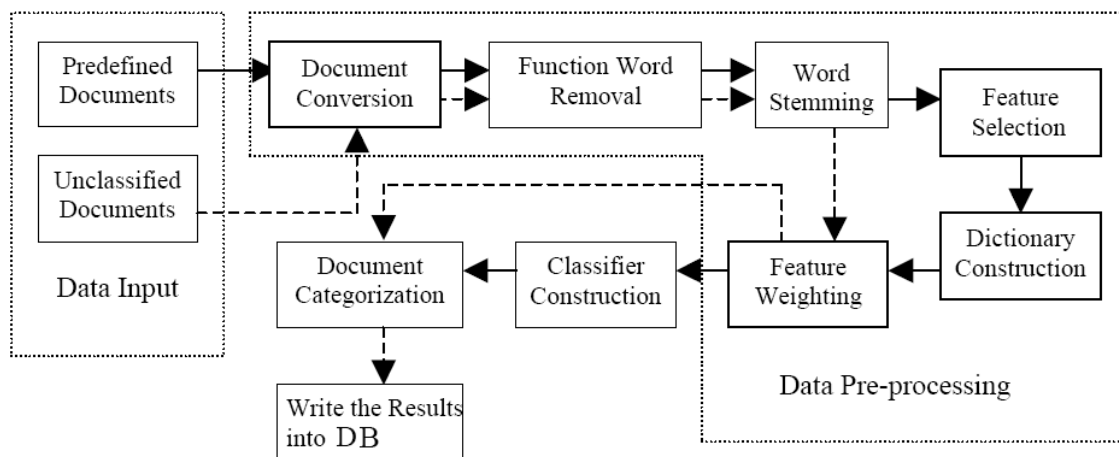 Predefined
Documents
Document
Conversion
Function Word
Removal
Word
Stemming
Feature
Selection
Unclassified
Documents
Data Input
Document
Categorization
Classifier
Construction
Feature
Weighting
Dictionary
Construction
Write the Results
into DB
Data Pre-processing